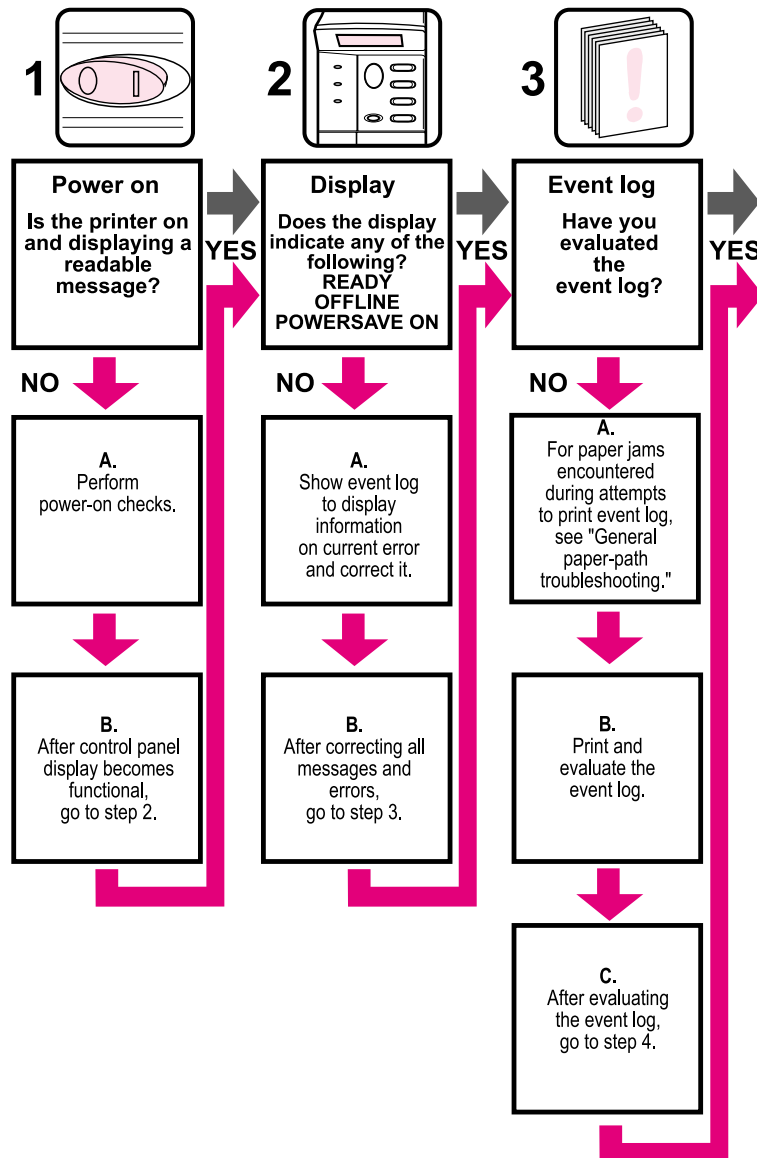 1
Power on
Is the printer on
and displaying a
readable
message?
YES
NO
A.
Perform
power-on checks.
B.
After control panel
display becomes
functional,
go to step 2.
2
Display
Does the display
indicate any of the
following?
READY
OFFLINE
POWERSAVE ON
YES
NO
A.
Show event log
to display
information
on current error
and correct it.
B.
After correcting all
messages and
errors,
go to step 3.
3
Event log
Have you
evaluated
the
event log?
YES
NO
A.
For paper jams
encountered
during attempts
to print event log,
see "General
paper-path
troubleshooting."
B.
Print and
evaluate the
event log.
C.
After evaluating
the event log,
go to step 4.